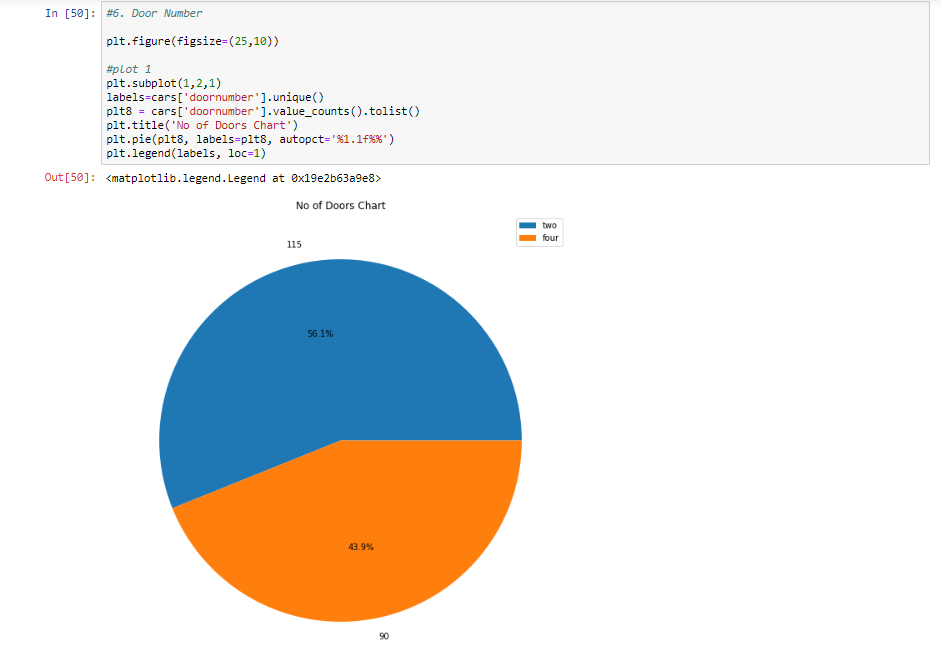 In [50]: #6. Door Number
plt.figure(figsize=(25,10))
#plot 1
plt.subplot(1,2,1)
labels=cars['doornumber'].unique()
plt8 = cars['doornumber'].value_counts().tolist()
plt.title('No of Doors Chart')
plt.pie(plt8, labels=plt8, autopct='%1.1f%%')
plt.legend(labels, loc=1)
Out[50]: <matplotlib.legend.Legend at 0x19e2b63a9e8>
No of Doors Chart
two
four
115
56.1%
43.9%
90